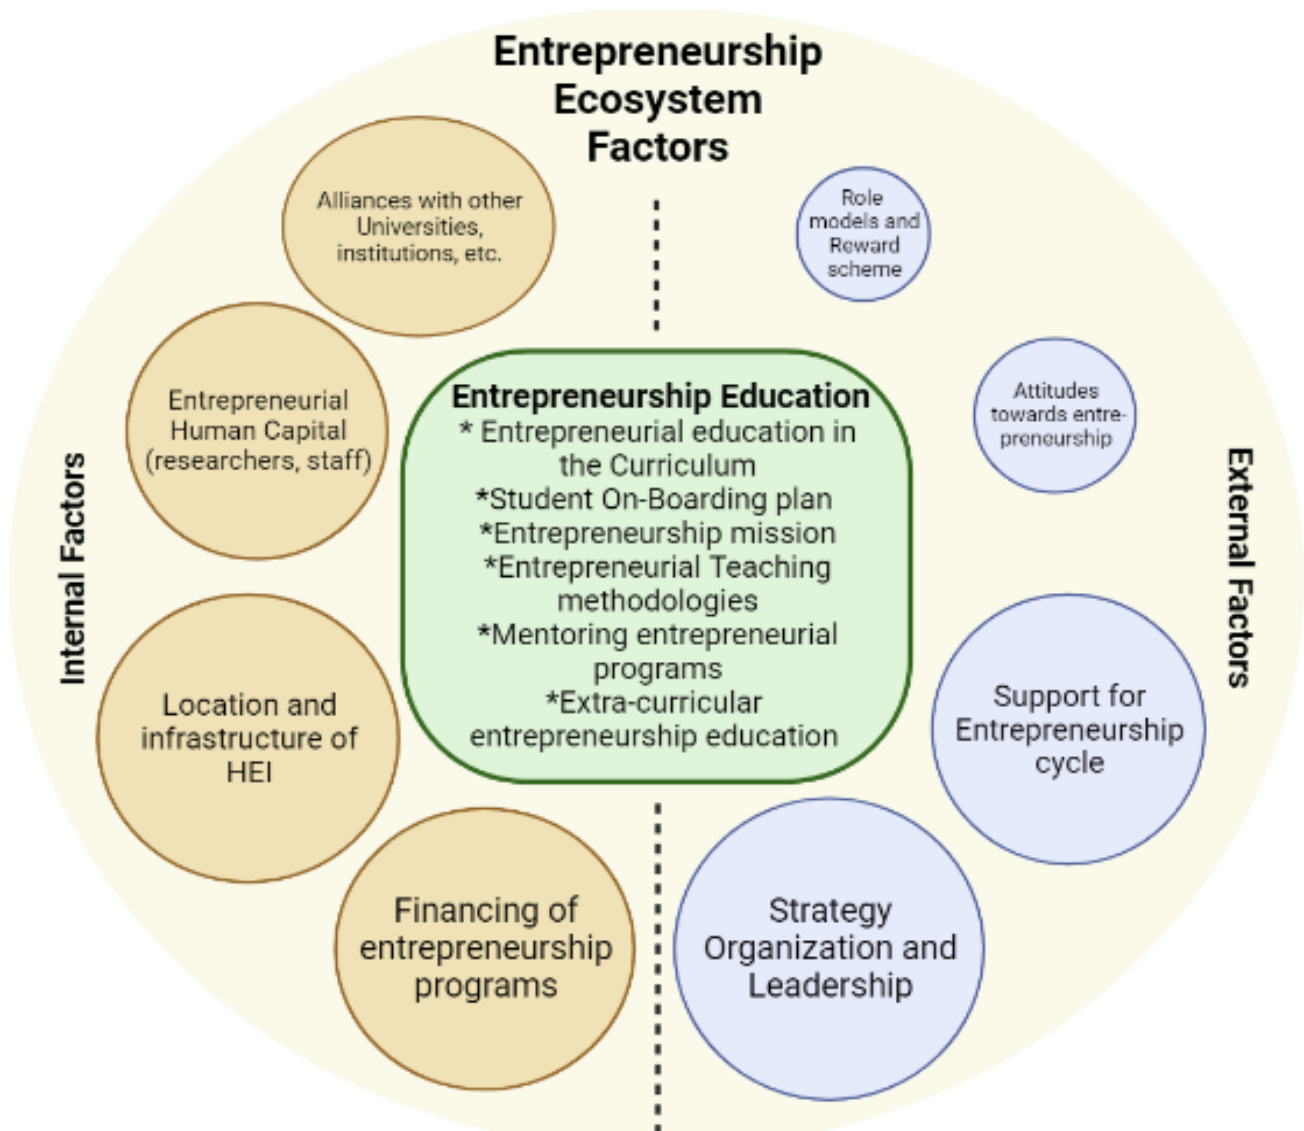 Entrepreneurship
Ecosystem
Factors
Alliances with other
Universities,
institutions, etc.
Role
models and
Reward
scheme
Entrepreneurial
Human Capital
(researchers, staff)
Attitudes
towards entre-
preneurship
Internal Factors
External Factors
Entrepreneurship Education
* Entrepreneurial education in
the Curriculum
*Student On-Boarding plan
*Entrepreneurship mission
*Entrepreneurial Teaching
methodologies
*Mentoring entrepreneurial
programs
*Extra-curricular
entrepreneurship education
Location and
infrastructure of
HEI
Support for
Entrepreneurship
cycle
Financing of
entrepreneurship
programs
Strategy
Organization and
Leadership